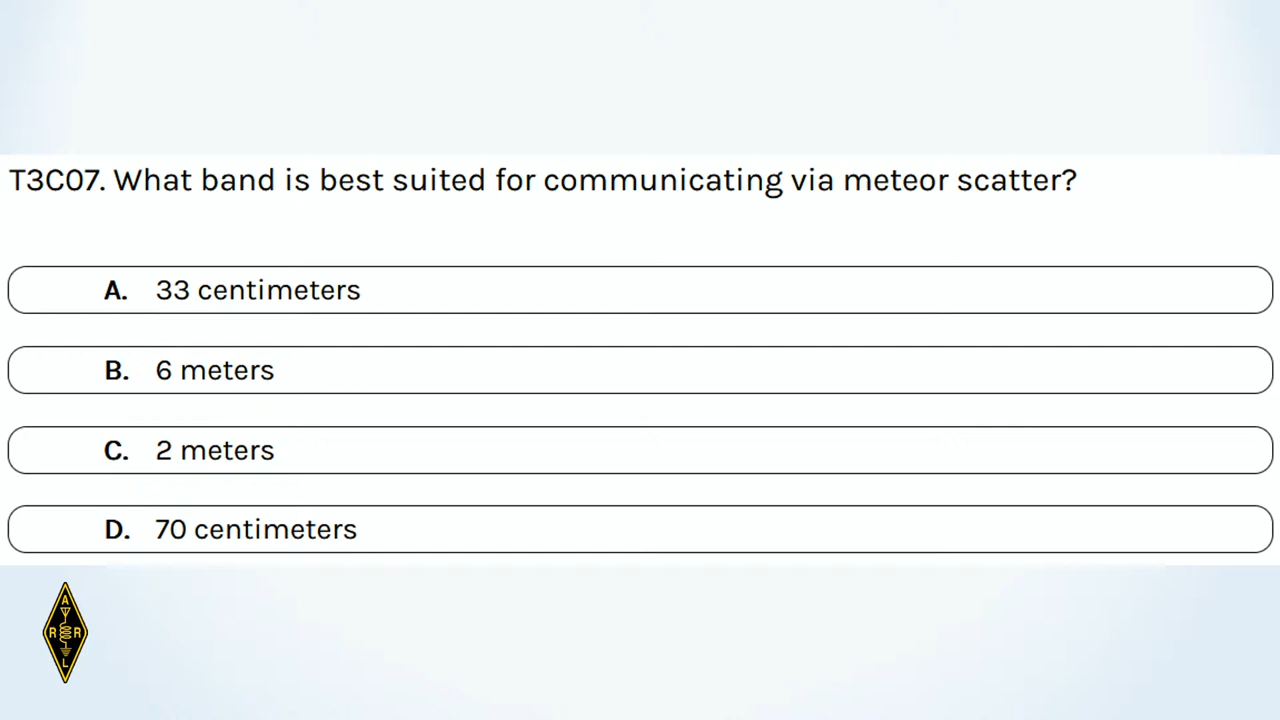 T3C07. What band is best suited for communicating via meteor scatter?
A. 33 centimeters
B. 6 meters
C. 2 meters
D. 70 centimeters
A
R R
L